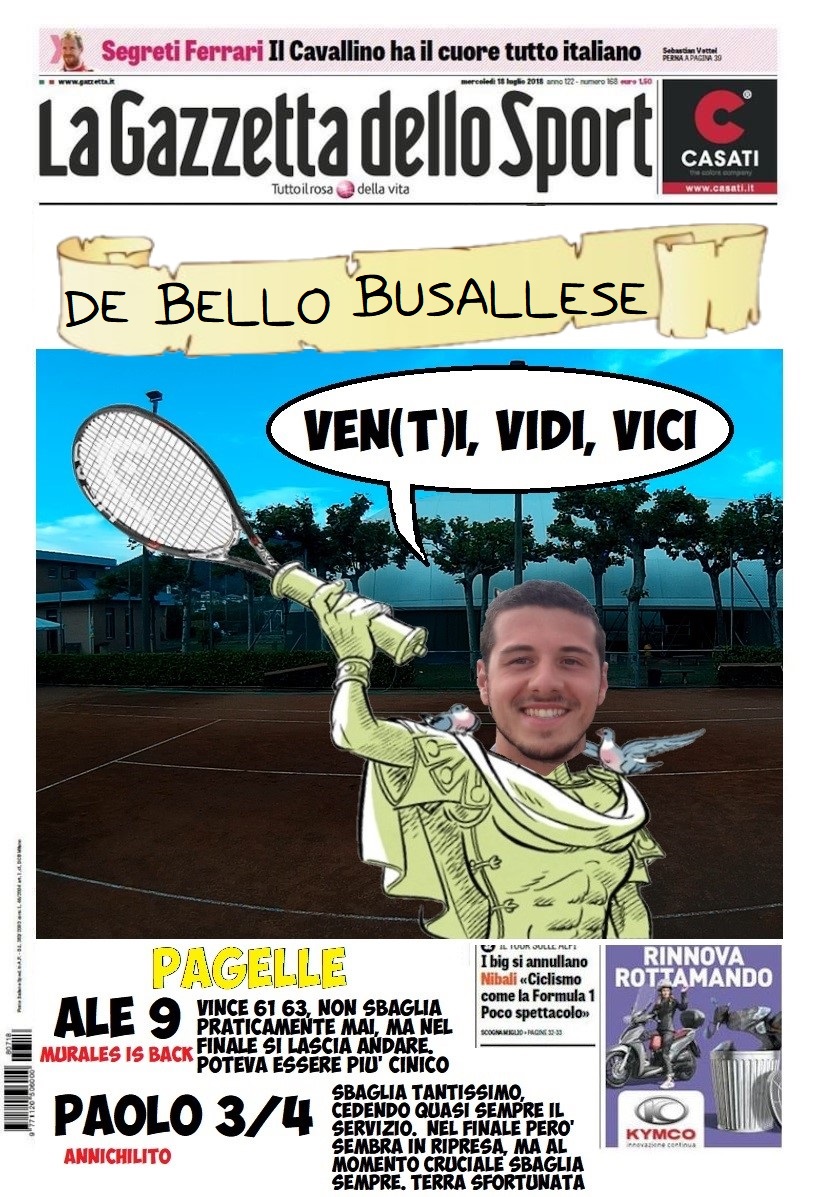 Segreti Ferrari Il Cavallino ha il cuore tutto italiano
Sebastian Vettel
PERNA A PAGINA 39
www.gazzetta.it
mercoledì 18 luglio 2018 anno 122 - numero 168 euro 1,50
La Gazzetta dello Sport
Tutto il rosa della vita
CASATI
the colors company
www.casati.it
DE BELLO BUSALLESE
VEN(T)I, VIDI, VICI
PAGELLE
ALE 9
MURALES IS BACK
VINCE 61 63, NON SBAGLIA
PRATICAMENTE MAI, MA NEL
FINALE SI LASCIA ANDARE.
POTEVA ESSERE PIU' CINICO
PAOLO 3/4
ANNICHILITO
SBAGLIA TANTISSIMO,
CEDENDO QUASI SEMPRE IL
SERVIZIO. NEL FINALE PERO'
SEMBRA IN RIPRESA, MA AL
MOMENTO CRUCIALE SBAGLIA
SEMPRE. TERRA SFORTUNATA
IL TOUR SULLE ALPI
I big si annullano
Nibali «Ciclismo
come la Formula 1
Poco spettacolo»
SCOGNAMIGLIO • PAGINE 32-33
RINNOVA
ROTTAMANDO
KYMCO
innovazione continua
80718
9 771120 506000